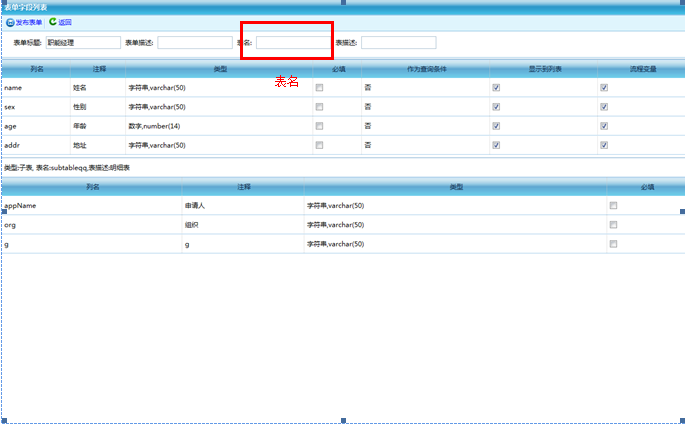 表单字段列表
发布表单 返回
表单标题: 职能经理 表单描述: 表名: 表描述:
列名 注释 类型 必填 作为查询条件 显示到列表 流程变量
表名
name 姓名 字符串,varchar(50) 否
sex 性别 字符串,varchar(50) 否
age 年龄 数字,number(14) 否
addr 地址 字符串,varchar(50) 否
类型:子表, 表名:subtableqq,表描述:明细表
列名 注释 类型 必填
appName 申请人 字符串,varchar(50)
org 组织 字符串,varchar(50)
g g 字符串,varchar(50)